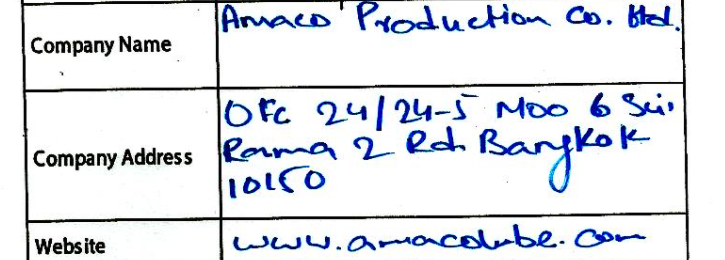 Company Name Amaco Production Co. Ltd.
Company Address OFC 24/24-5 Moo 6 Soi.
Rama 2 Rd. Bangkok
10150
Website www.amacolube.com